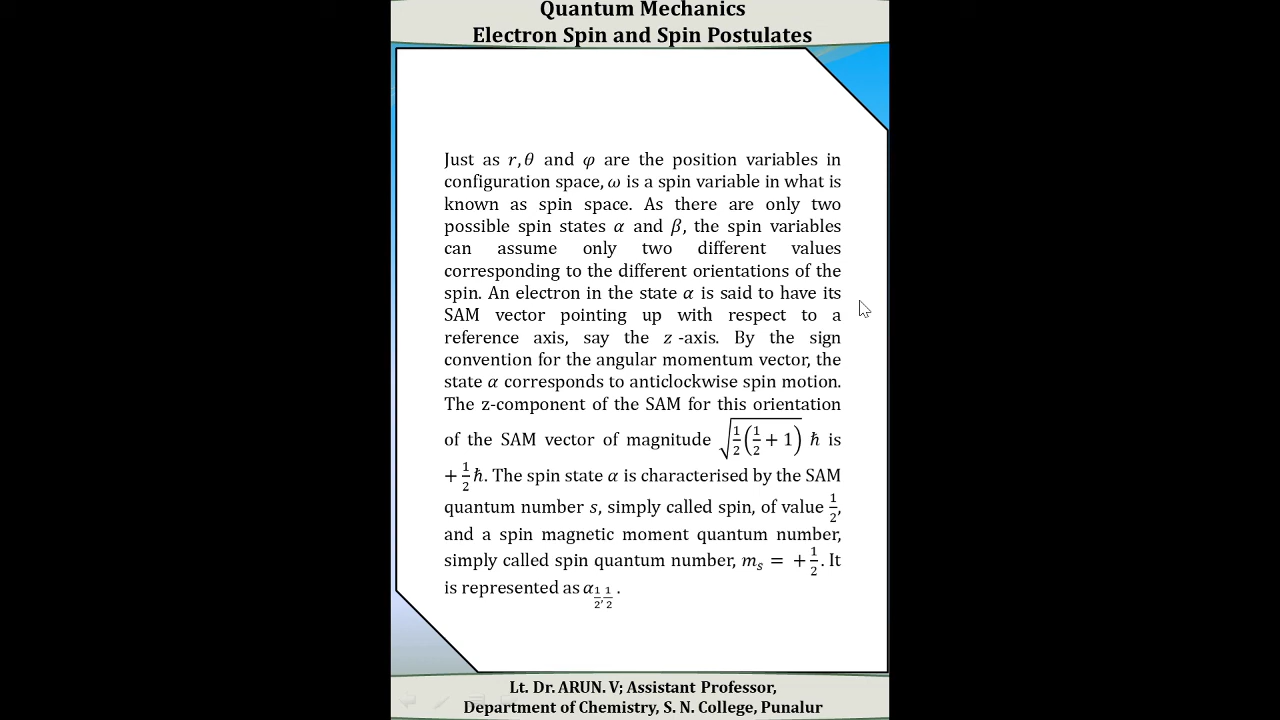 Quantum Mechanics
Electron Spin and Spin Postulates
Just as r, θ and φ are the position variables in
configuration space, ω is a spin variable in what is
known as spin space. As there are only two
possible spin states α and β, the spin variables
can assume only two different values
corresponding to the different orientations of the
spin. An electron in the state α is said to have its
SAM vector pointing up with respect to a
reference axis, say the z -axis. By the sign
convention for the angular momentum vector, the
state α corresponds to anticlockwise spin motion.
The z-component of the SAM for this orientation
of the SAM vector of magnitude √(1/2(1/2 + 1)) ℏ is
+ 1/2 ℏ. The spin state α is characterised by the SAM
quantum number s, simply called spin, of value 1/2,
and a spin magnetic moment quantum number,
simply called spin quantum number, m_s = + 1/2. It
is represented as α_{1/2, 1/2}.
Lt. Dr. ARUN. V; Assistant Professor,
Department of Chemistry, S. N. College, Punalur